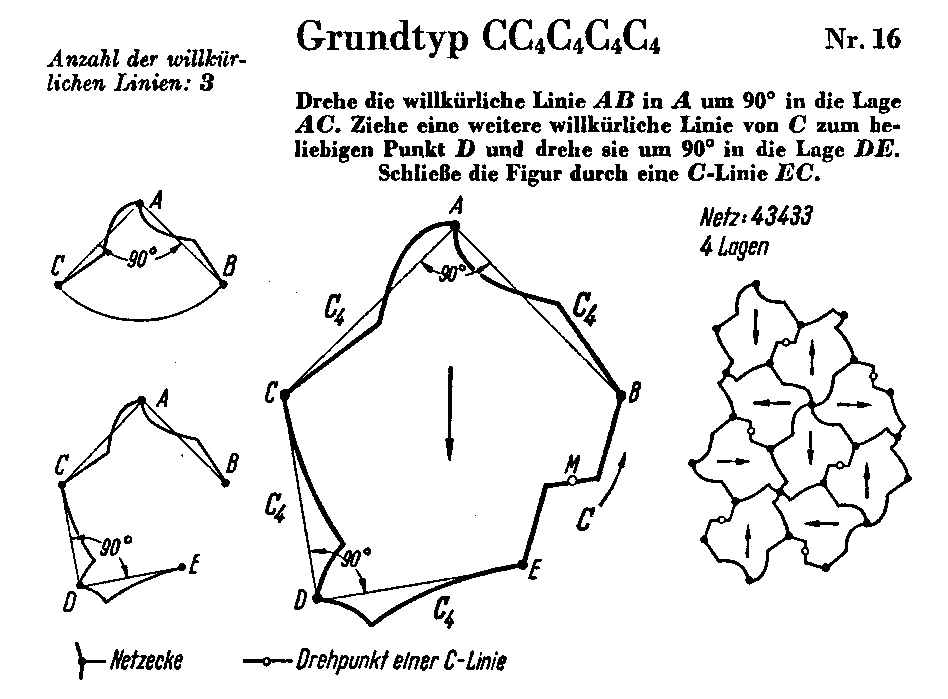 Grundtyp CC₄C₄C₄C₄
Nr. 16
Anzahl der willkür-
lichen Linien: 3
Drehe die willkürliche Linie AB in A um 90° in die Lage
AC. Ziehe eine weitere willkürliche Linie von C zum be-
liebigen Punkt D und drehe sie um 90° in die Lage DE.
Schließe die Figur durch eine C-Linie EC.
Netz: 43433
4 Lagen
A
90°
C
B
A
C
B
90°
E
D
A
90°
C₄
C₄
C
B
M
C₄
C
90°
E
D
C₄
Netzecke
Drehpunkt einer C-Linie